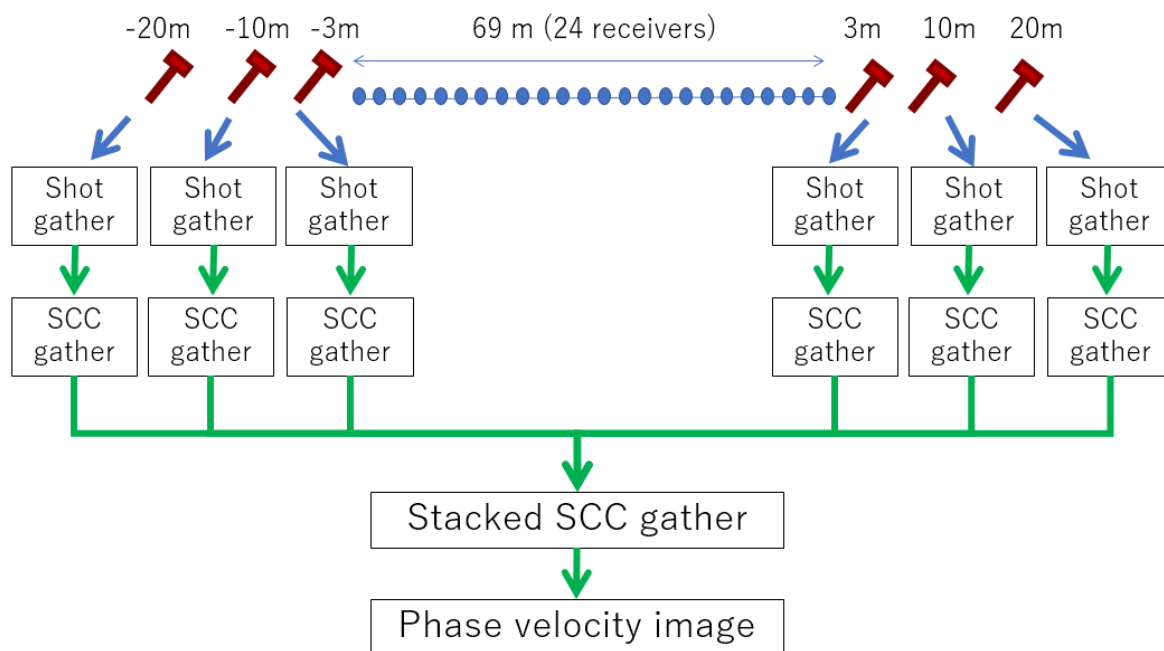 -20m -10m -3m 69 m (24 receivers) 3m 10m 20m
Shot Shot Shot Shot Shot Shot
gather gather gather gather gather gather
SCC SCC SCC SCC SCC SCC
gather gather gather gather gather gather
Stacked SCC gather
Phase velocity image